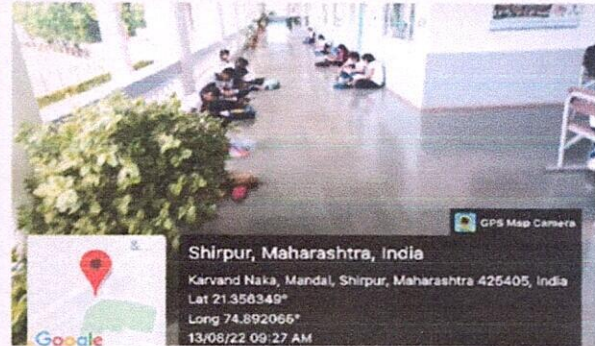 GPS Map Camera
&..
Shirpur, Maharashtra, India
Karvand Naka, Mandal, Shirpur, Maharashtra 425405, India
Lat 21.356349°
Long 74.892066°
13/08/22 09:27 AM
Google